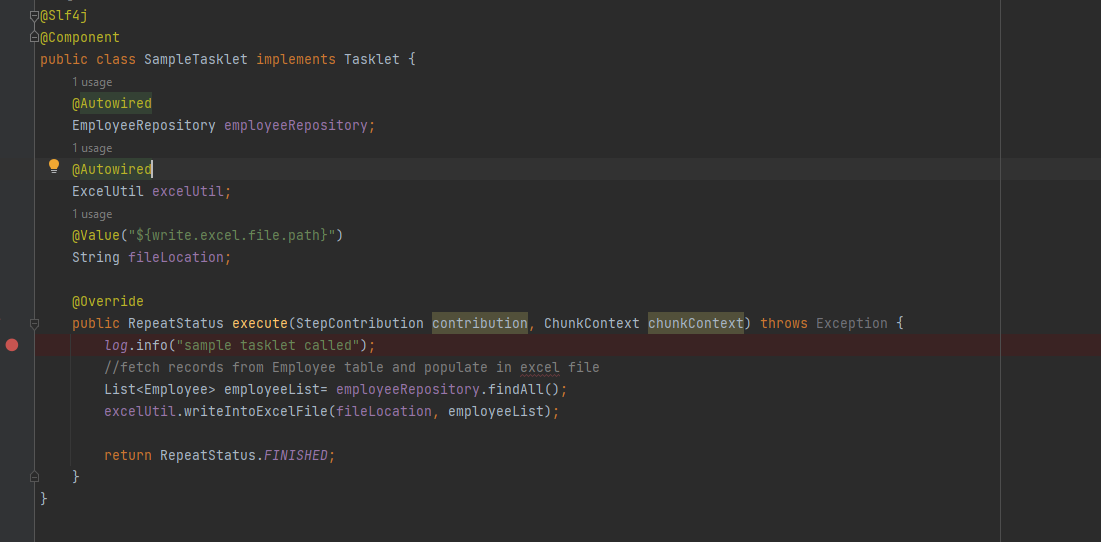 @Slf4j
@Component
public class SampleTasklet implements Tasklet {
1 usage
@Autowired
EmployeeRepository employeeRepository;
1 usage
@Autowired
ExcelUtil excelUtil;
1 usage
@Value("${write.excel.file.path}")
String fileLocation;
@Override
public RepeatStatus execute(StepContribution contribution, ChunkContext chunkContext) throws Exception {
log.info("sample tasklet called");
//fetch records from Employee table and populate in excel file
List<Employee> employeeList= employeeRepository.findAll();
excelUtil.writeIntoExcelFile(fileLocation, employeeList);
return RepeatStatus.FINISHED;
}
}